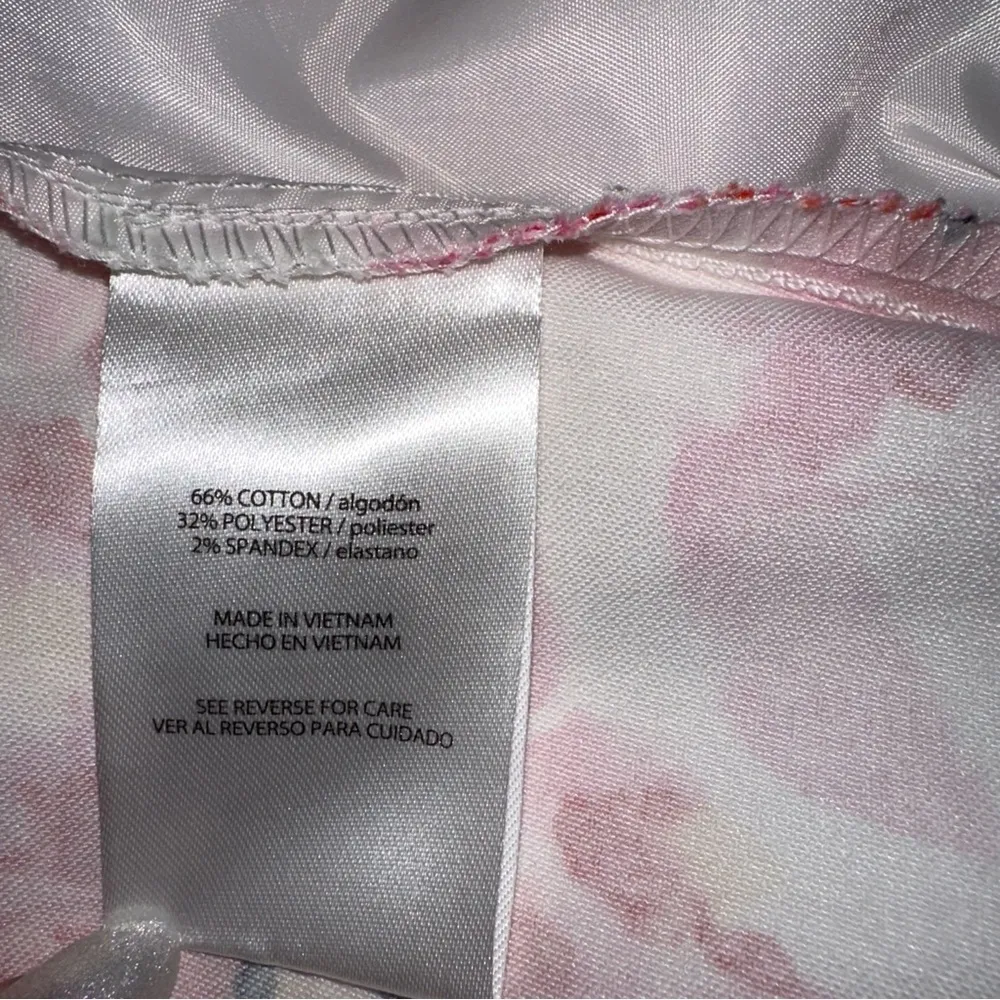 66% COTTON / algodón
32% POLYESTER / poliester
2% SPANDEX / elastano
MADE IN VIETNAM
HECHO EN VIETNAM
SEE REVERSE FOR CARE
VER AL REVERSO PARA CUIDADO